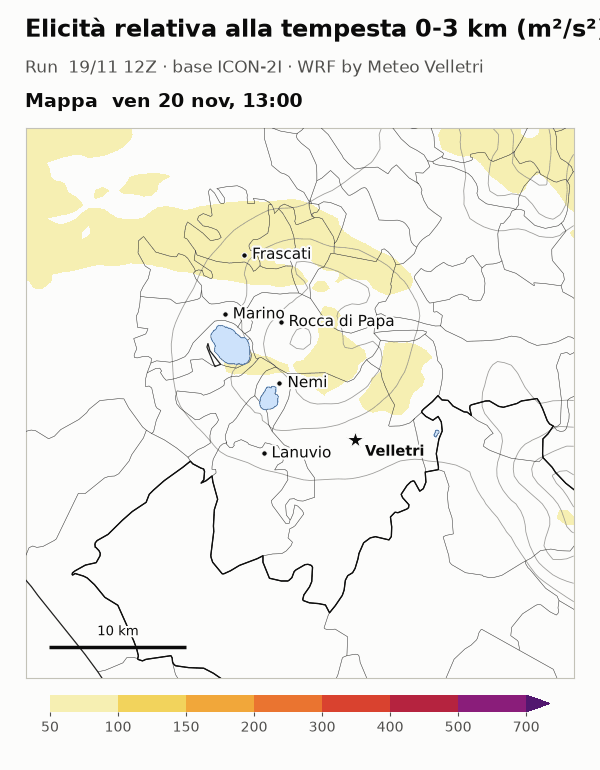 Elicità relativa alla tempesta 0-3 km (m²/s²)
Run 19/11 12Z · base ICON-2I · WRF by Meteo Velletri
Mappa ven 20 nov, 13:00
Frascati
Marino
Rocca di Papa
Nemi
Velletri
Lanuvio
10 km
50 100 150 200 300 400 500 700